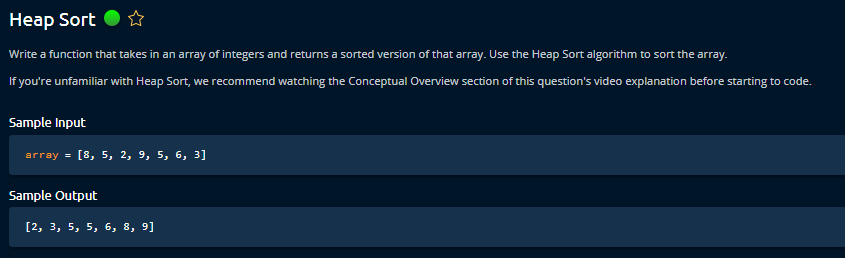 Heap Sort
Write a function that takes in an array of integers and returns a sorted version of that array. Use the Heap Sort algorithm to sort the array.
If you're unfamiliar with Heap Sort, we recommend watching the Conceptual Overview section of this question's video explanation before starting to code.
Sample Input
array = [8, 5, 2, 9, 5, 6, 3]
Sample Output
[2, 3, 5, 5, 6, 8, 9]